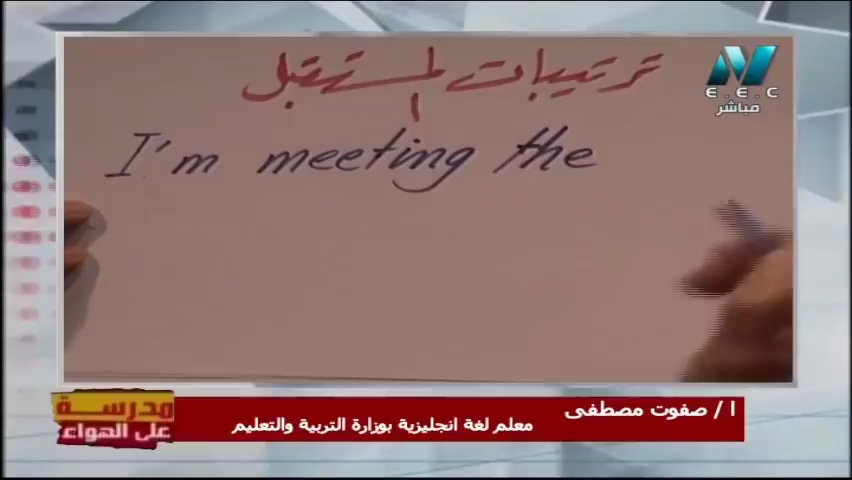 ترتيبات المستقبل
I'm meeting the
E.E.C
مباشر
ا / صفوت مصطفى
معلم لغة انجليزية بوزارة التربية والتعليم
مدرسة
على الهواء